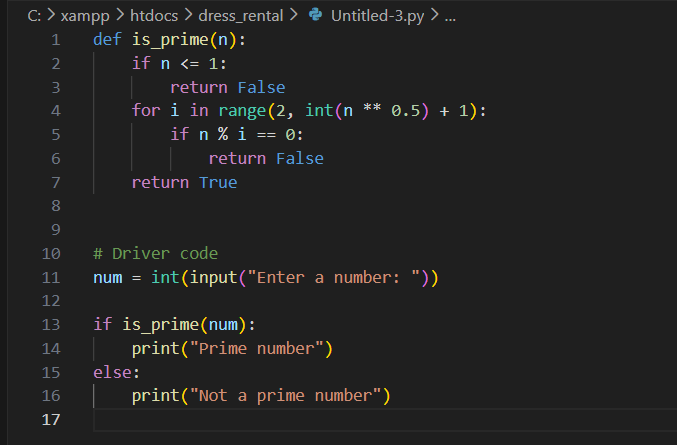 C: > xampp > htdocs > dress_rental > Untitled-3.py > ...
1 def is_prime(n):
2     if n <= 1:
3         return False
4     for i in range(2, int(n ** 0.5) + 1):
5         if n % i == 0:
6             return False
7     return True
8
9
10 # Driver code
11 num = int(input("Enter a number: "))
12
13 if is_prime(num):
14     print("Prime number")
15 else:
16     print("Not a prime number")
17